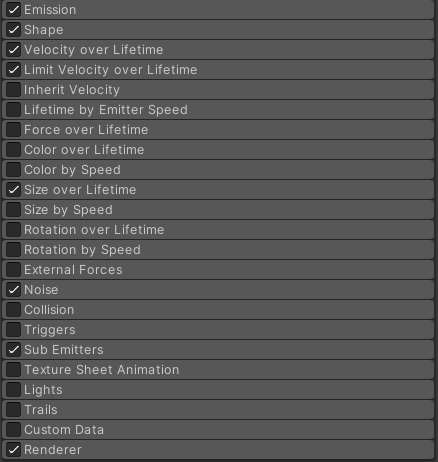 Emission
Shape
Velocity over Lifetime
Limit Velocity over Lifetime
Inherit Velocity
Lifetime by Emitter Speed
Force over Lifetime
Color over Lifetime
Color by Speed
Size over Lifetime
Size by Speed
Rotation over Lifetime
Rotation by Speed
External Forces
Noise
Collision
Triggers
Sub Emitters
Texture Sheet Animation
Lights
Trails
Custom Data
Renderer